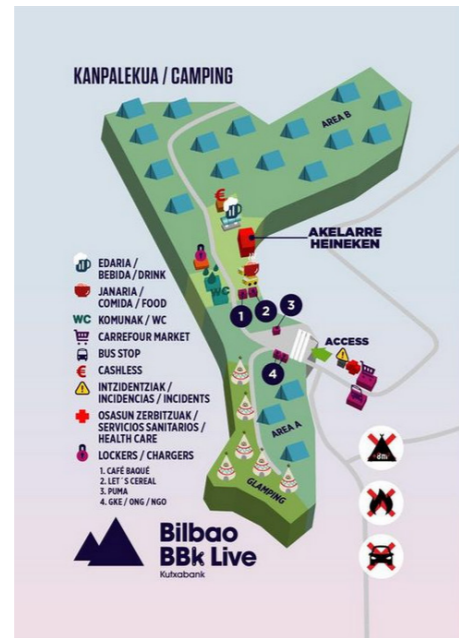 KANPALEKUA / CAMPING
AREA B
€
AKELARRE
HEINEKEN
WC
1
2
3
4
ACCESS
AREA A
GLAMPING
EDARIA /
BEBIDA / DRINK
JANARIA /
COMIDA / FOOD
WC KOMUNAK / WC
CARREFOUR MARKET
BUS STOP
€ CASHLESS
INTZIDENTZIAK /
INCIDENCIAS / INCIDENTS
OSASUN ZERBITZUAK /
SERVICIOS SANITARIOS /
HEALTH CARE
LOCKERS / CHARGERS
1. CAFÉ BAQUÉ
2. LET´S CEREAL
3. PUMA
4. GKE / ONG / NGO
Bilbao
BBk Live
Kutxabank